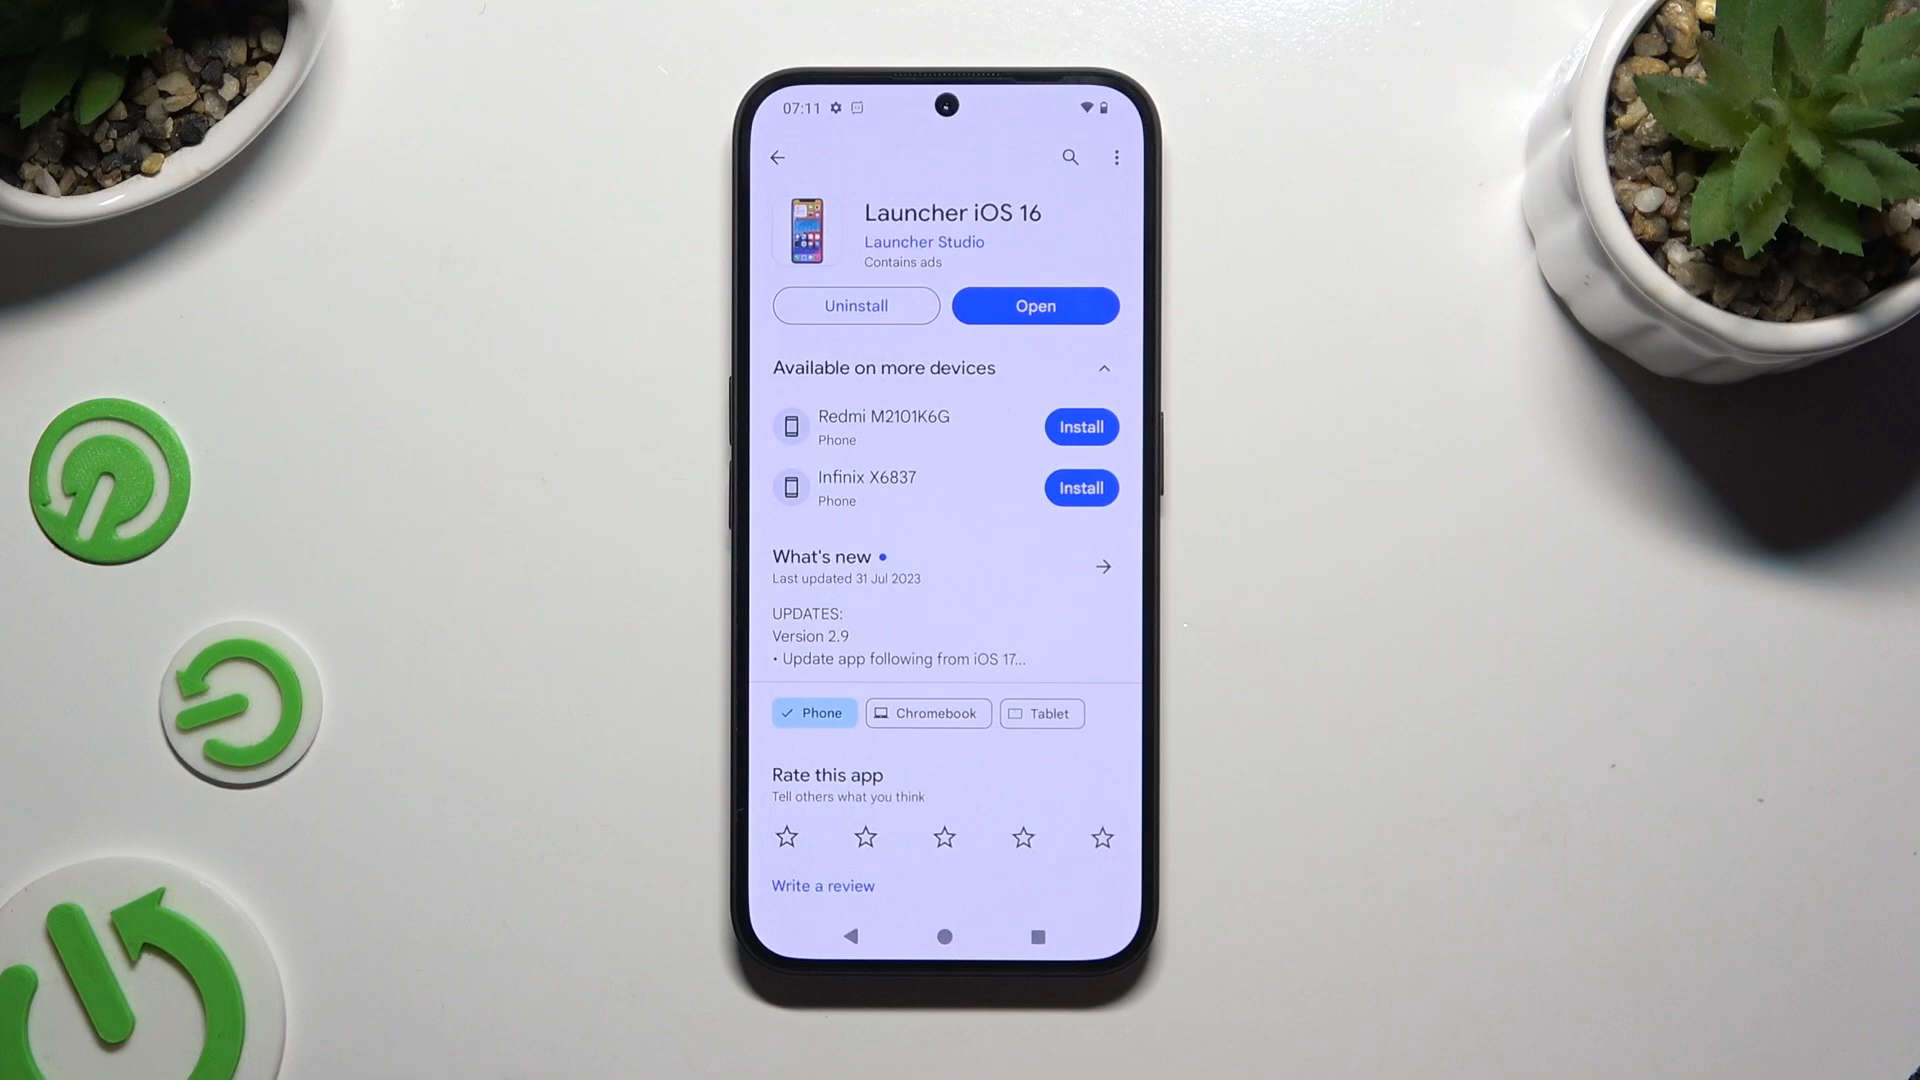 07:11
Launcher iOS 16
Launcher Studio
Contains ads
Uninstall
Open
Available on more devices
Redmi M2101K6G
Phone
Install
Infinix X6837
Phone
Install
What's new
Last updated 31 Jul 2023
UPDATES:
Version 2.9
• Update app following from iOS 17...
Phone
Chromebook
Tablet
Rate this app
Tell others what you think
Write a review